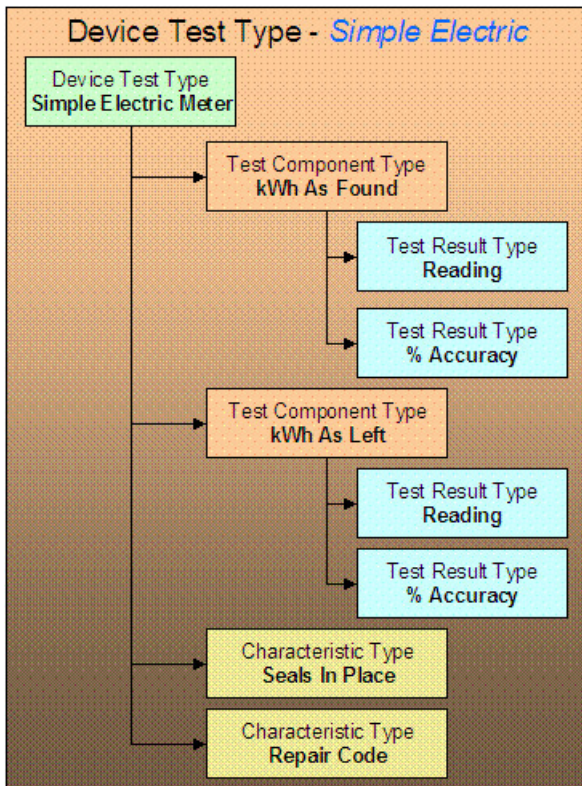 Device Test Type - Simple Electric
Device Test Type
Simple Electric Meter
Test Component Type
kWh As Found
Test Result Type
Reading
Test Result Type
% Accuracy
Test Component Type
kWh As Left
Test Result Type
Reading
Test Result Type
% Accuracy
Characteristic Type
Seals In Place
Characteristic Type
Repair Code